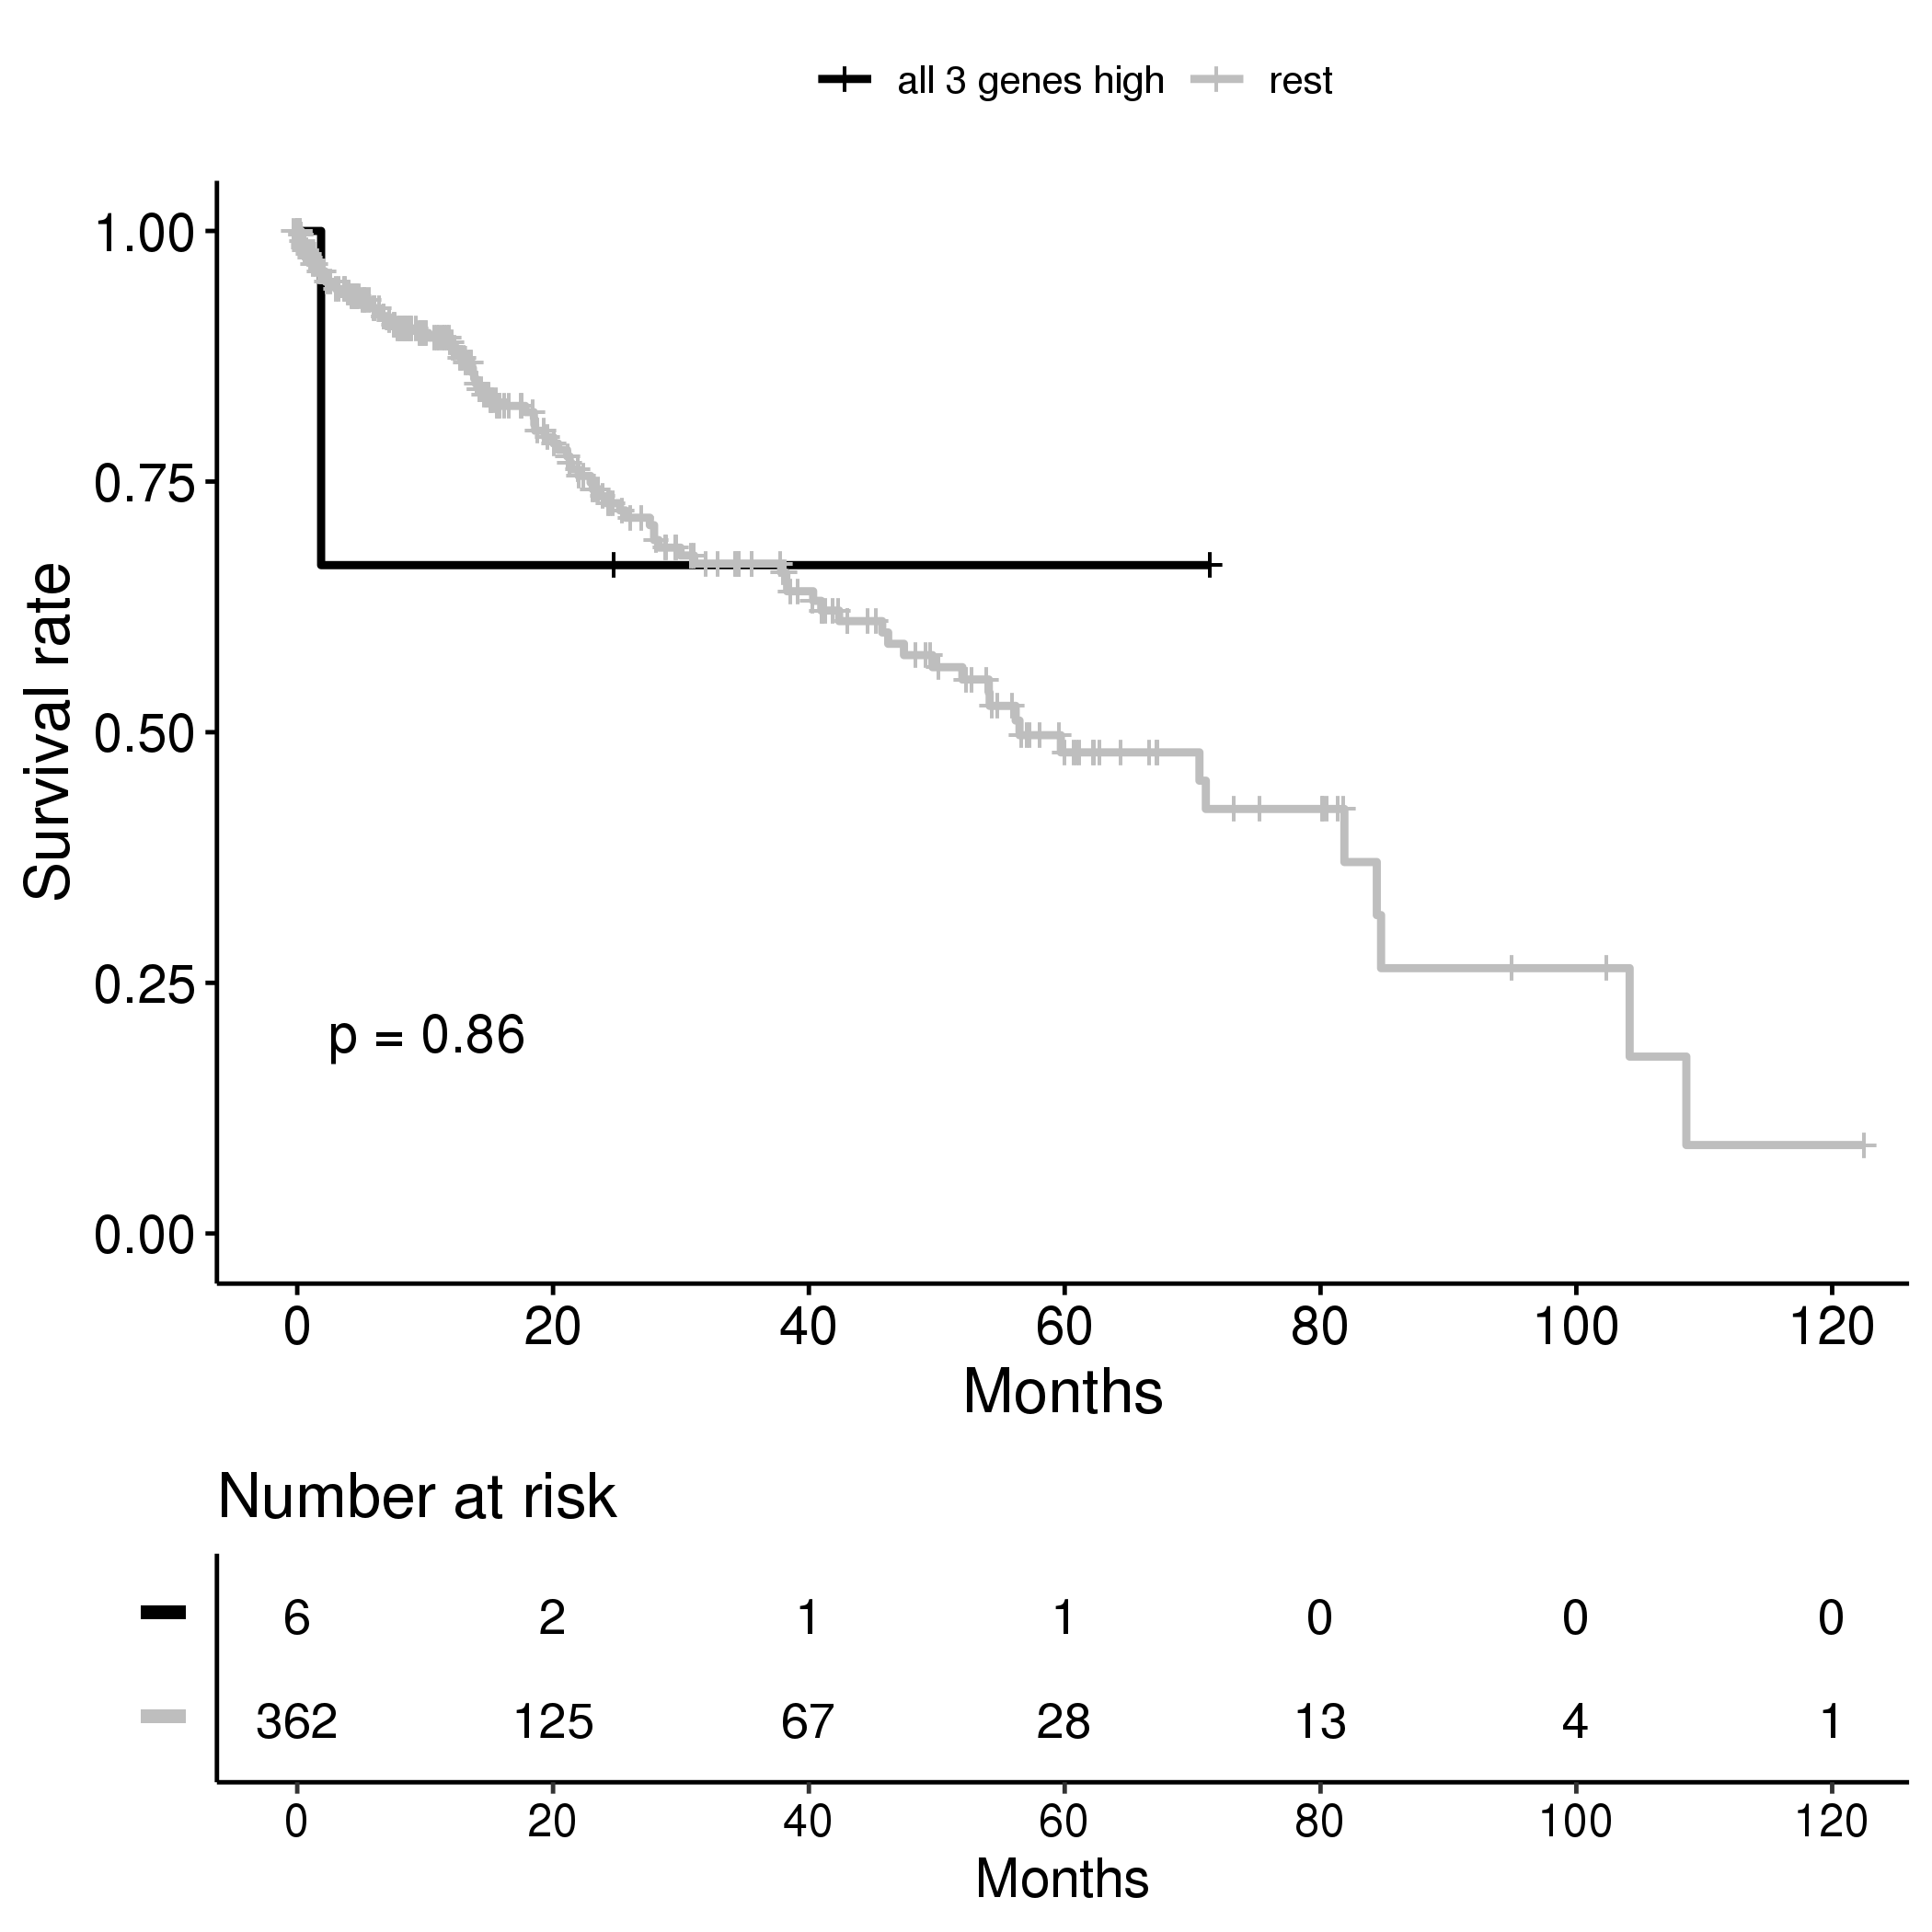 all 3 genes high rest
1.00
0.75
0.50
0.25
0.00
Survival rate
p = 0.86
0 20 40 60 80 100 120
Months
Number at risk
6 2 1 1 0 0 0
362 125 67 28 13 4 1
0 20 40 60 80 100 120
Months